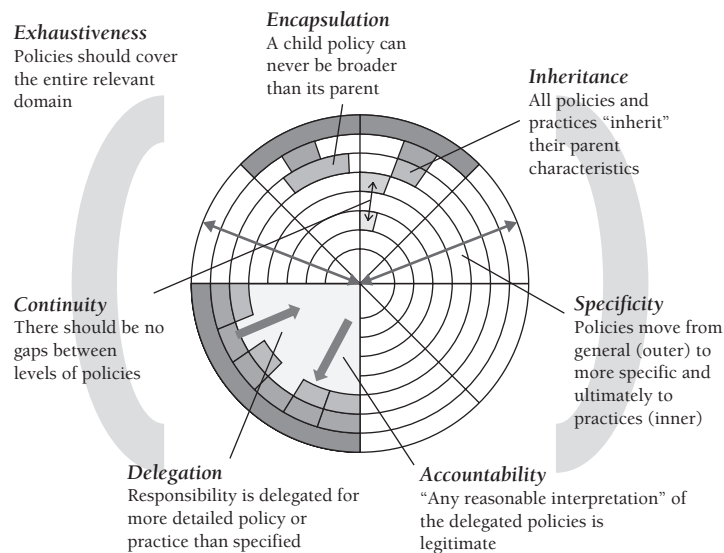 Exhaustiveness
Policies should cover
the entire relevant
domain
Encapsulation
A child policy can
never be broader
than its parent
Inheritance
All policies and
practices “inherit”
their parent
characteristics
Continuity
There should be no
gaps between
levels of policies
Specificity
Policies move from
general (outer) to
more specific and
ultimately to
practices (inner)
Delegation
Responsibility is delegated for
more detailed policy or
practice than specified
Accountability
“Any reasonable interpretation” of
the delegated policies is
legitimate